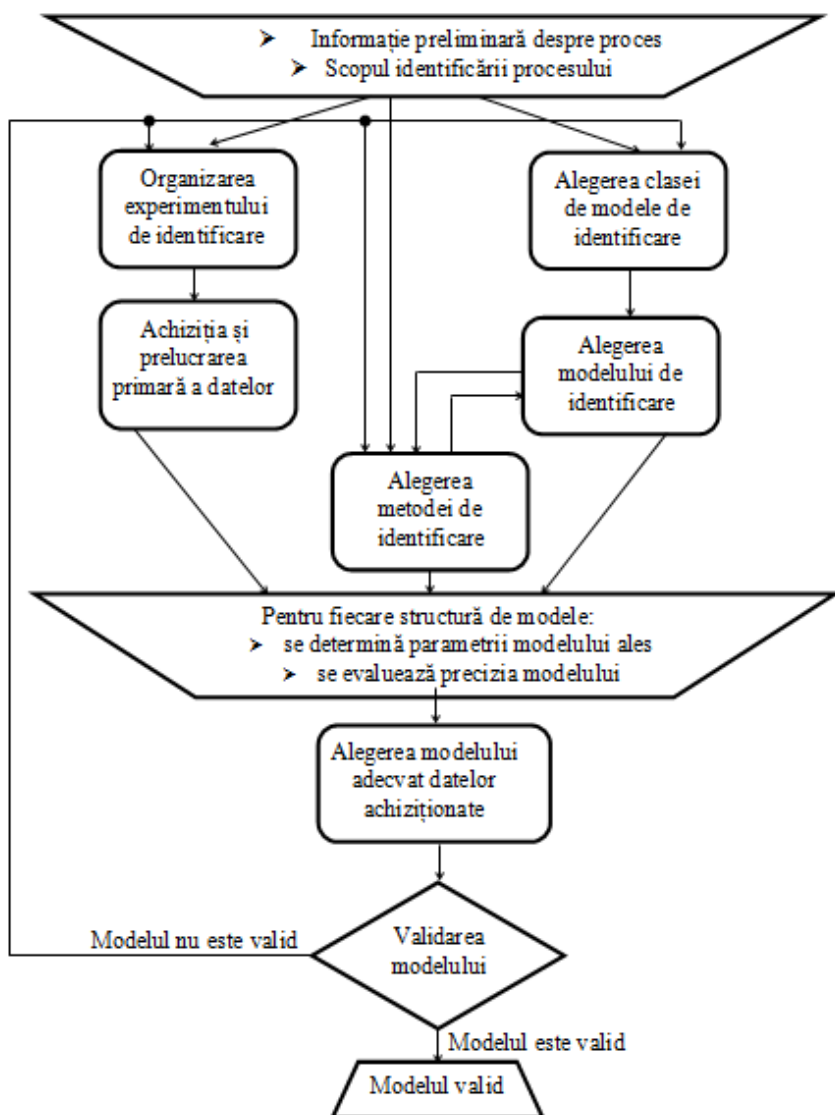 ➢ Informație preliminară despre proces
➢ Scopul identificării procesului
Organizarea
experimentului
de identificare
Alegerea clasei
de modele de
identificare
Achiziția și
prelucrarea
primară a datelor
Alegerea
modelului de
identificare
Alegerea
metodei de
identificare
Pentru fiecare structură de modele:
➢ se determină parametrii modelului ales
➢ se evaluează precizia modelului
Alegerea modelului
adecvat datelor
achiziționate
Modelul nu este valid
Validarea
modelului
Modelul este valid
Modelul valid